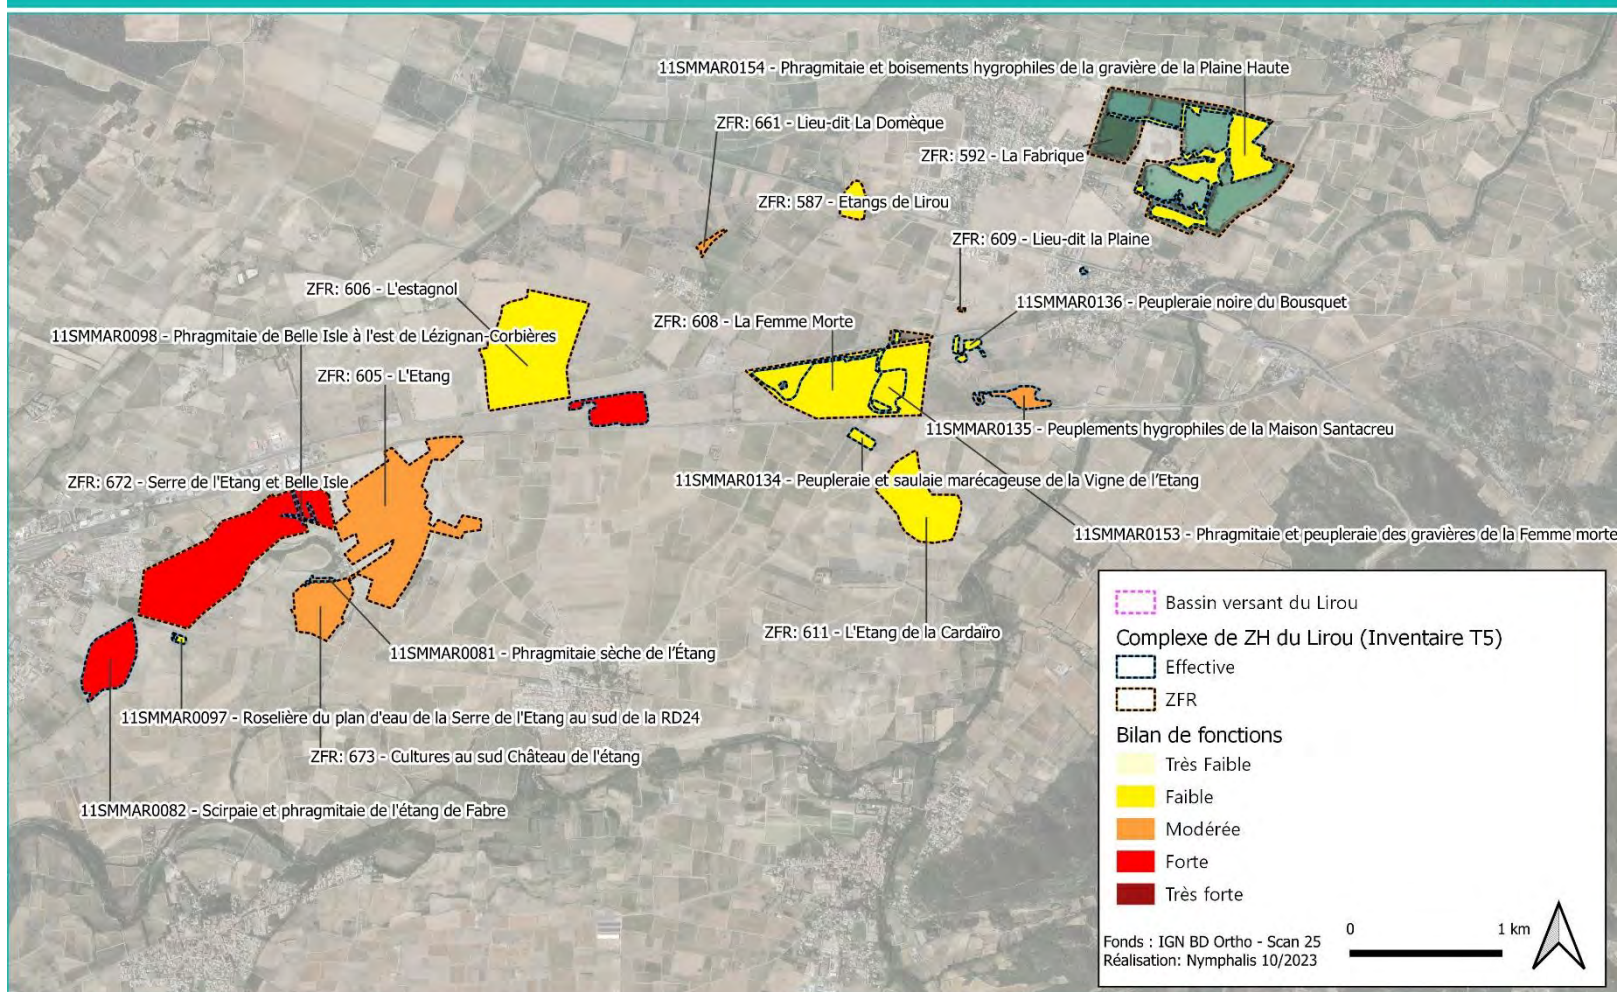 11SMMAR0154 - Phragmitaie et boisements hygrophiles de la gravière de la Plaine Haute
ZFR: 661 - Lieu-dit La Domèque
ZFR: 592 - La Fabrique
ZFR: 587 - Etangs de Lirou
ZFR: 609 - Lieu-dit la Plaine
ZFR: 606 - L'estagnol
11SMMAR0136 - Peupleraie noire du Bousquet
ZFR: 608 - La Femme Morte
11SMMAR0098 - Phragmitaie de Belle Isle à l'est de Lézignan-Corbières
ZFR: 605 - L'Etang
11SMMAR0135 - Peuplements hygrophiles de la Maison Santacreu
ZFR: 672 - Serre de l'Etang et Belle Isle
11SMMAR0134 - Peupleraie et saulaie marécageuse de la Vigne de l'Etang
11SMMAR0153 - Phragmitaie et peupleraie des gravières de la Femme morte
ZFR: 611 - L'Etang de la Cardaïro
11SMMAR0081 - Phragmitaie sèche de l'Étang
11SMMAR0097 - Roselière du plan d'eau de la Serre de l'Etang au sud de la RD24
ZFR: 673 - Cultures au sud Château de l'étang
11SMMAR0082 - Scirpaie et phragmitaie de l'étang de Fabre
Bassin versant du Lirou
Complexe de ZH du Lirou (Inventaire T5)
Effective
ZFR
Bilan de fonctions
Très Faible
Faible
Modérée
Forte
Très forte
0 1 km
Fonds : IGN BD Ortho - Scan 25
Réalisation: Nymphalis 10/2023